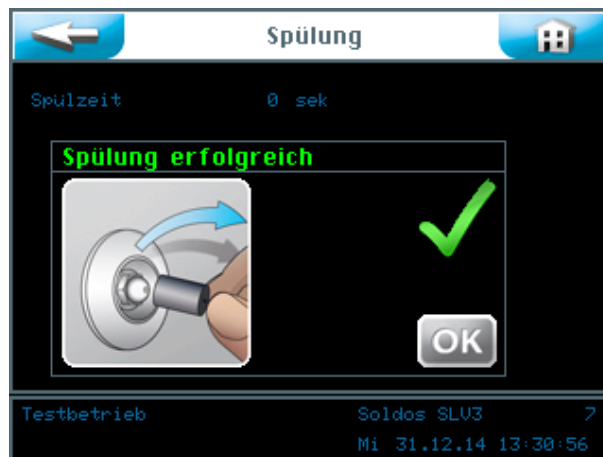 Spülung
Spülzeit 0 sek
Spülung erfolgreich
OK
Testbetrieb Soldos SLV3 7
Mi 31.12.14 13:30:56